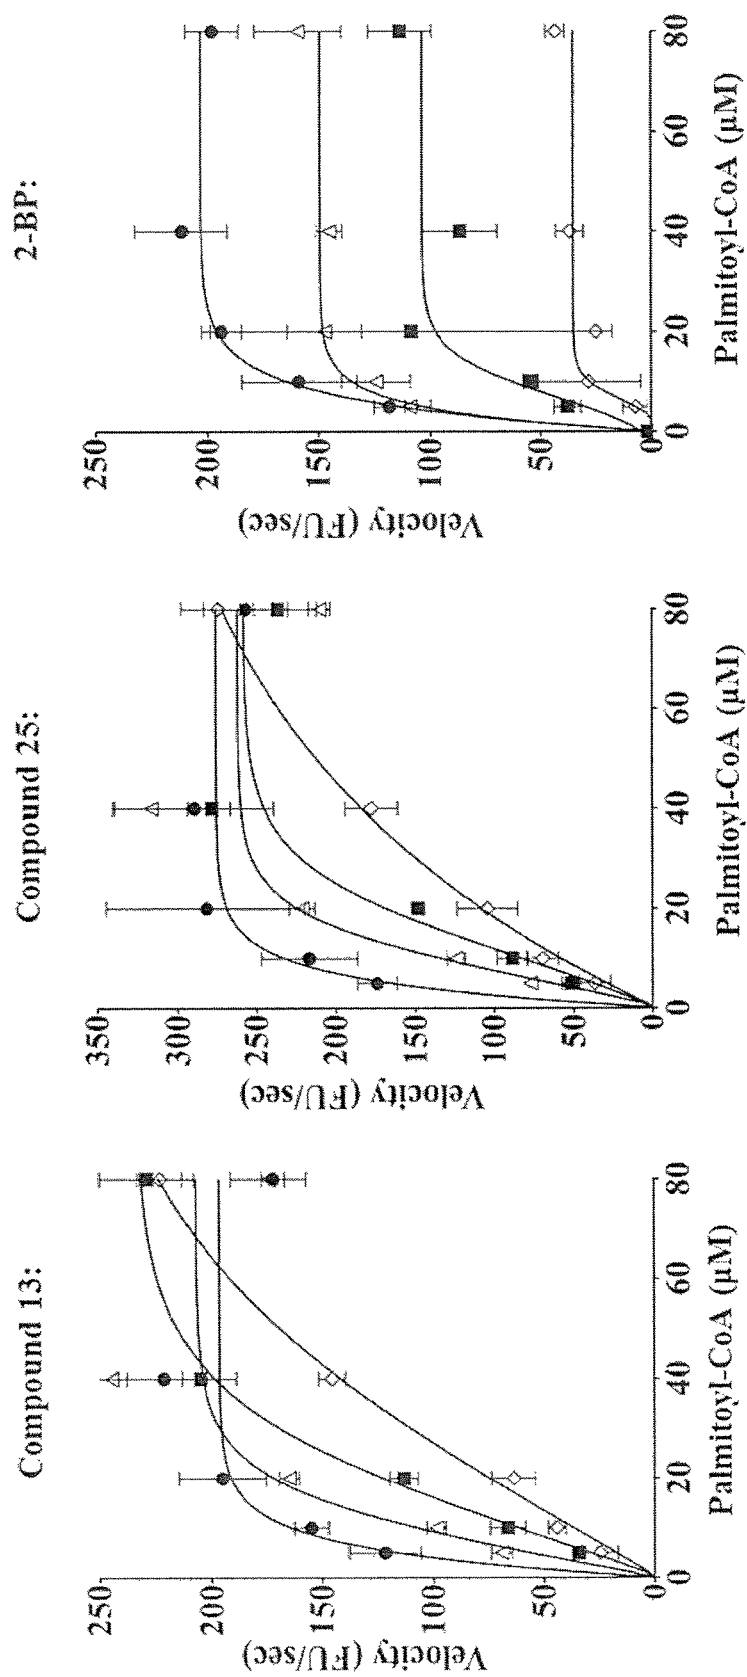 Compound 13:
250
200
150
100
50
0
Velocity (FU/sec)
0 20 40 60 80
Palmitoyl-CoA (µM)
Compound 25:
350
300
250
200
150
100
50
0
Velocity (FU/sec)
0 20 40 60 80
Palmitoyl-CoA (µM)
2-BP:
250
200
150
100
50
0
Velocity (FU/sec)
0 20 40 60 80
Palmitoyl-CoA (µM)